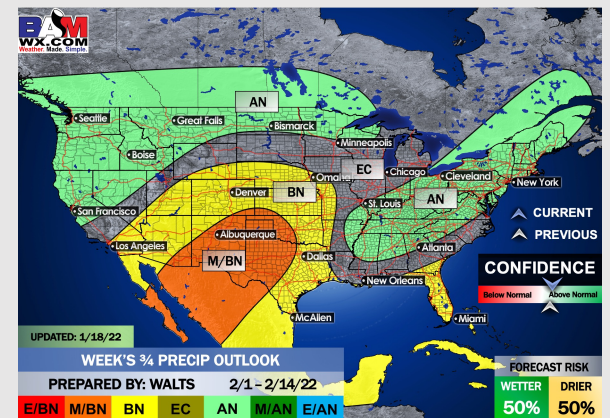 BAM
WX.COM
Weather. Made. Simple.
AN
Seattle
Great Falls
Bismarck
Minneapolis
Boise
EC
Chicago
Cleveland
Omaha
New York
Denver
BN
AN
St. Louis
San Francisco
CURRENT
Albuquerque
PREVIOUS
Los Angeles
Atlanta
M/BN
Dallas
CONFIDENCE
New Orleans
Below Normal
Above Normal
McAllen
Miami
UPDATED: 1/18/22
WEEK'S ¾ PRECIP OUTLOOK
FORECAST RISK
PREPARED BY: WALTS 2/1 – 2/14/22
WETTER DRIER
50% 50%
E/BN M/BN BN EC AN M/AN E/AN